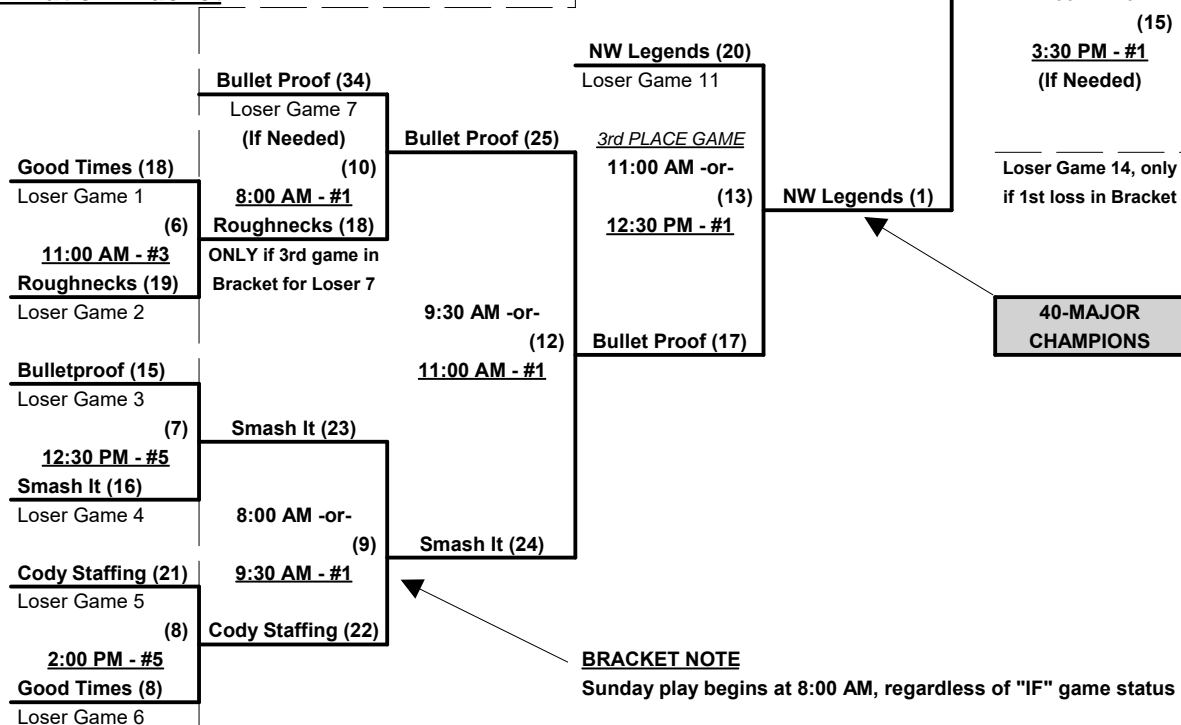 (15)
NW Legends (20)
3:30 PM - #1
Bullet Proof (34)
Loser Game 11
(If Needed)
Loser Game 7
(If Needed)
Bullet Proof (25)
3rd PLACE GAME
Good Times (18)
(10)
11:00 AM -or-
Loser Game 14, only
Loser Game 1
8:00 AM - #1
(13)
NW Legends (1)
if 1st loss in Bracket
(6)
Roughnecks (18)
12:30 PM - #1
11:00 AM - #3
ONLY if 3rd game in
Roughnecks (19)
Bracket for Loser 7
Loser Game 2
9:30 AM -or-
40-MAJOR
(12)
Bullet Proof (17)
CHAMPIONS
Bulletproof (15)
11:00 AM - #1
Loser Game 3
(7)
Smash It (23)
12:30 PM - #5
Smash It (16)
Loser Game 4
8:00 AM -or-
(9)
Smash It (24)
Cody Staffing (21)
9:30 AM - #1
Loser Game 5
(8)
Cody Staffing (22)
2:00 PM - #5
BRACKET NOTE
Good Times (8)
Sunday play begins at 8:00 AM, regardless of "IF" game status
Loser Game 6